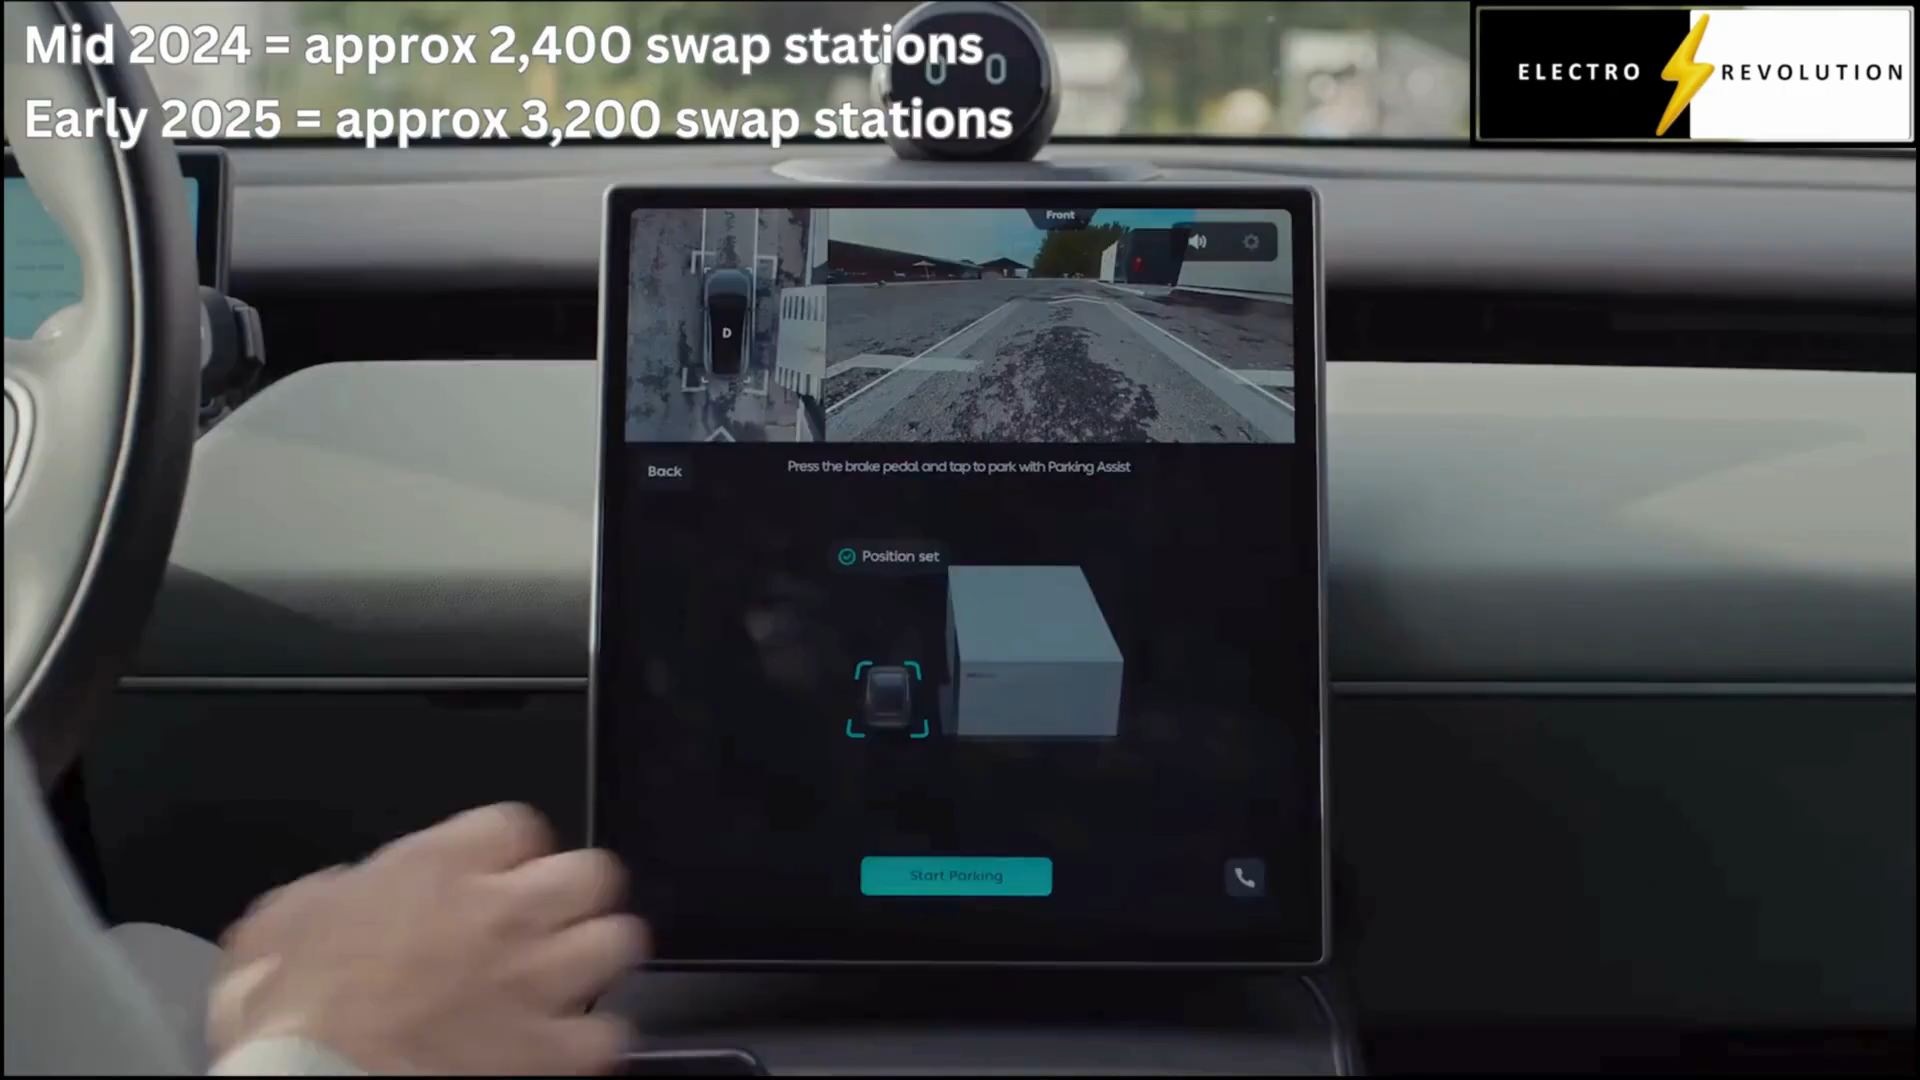 Mid 2024 = approx 2,400 swap stations
Early 2025 = approx 3,200 swap stations
ELECTRO REVOLUTION
Front
D
Back
Press the brake pedal and tap to park with Parking Assist
Position set
Start Parking